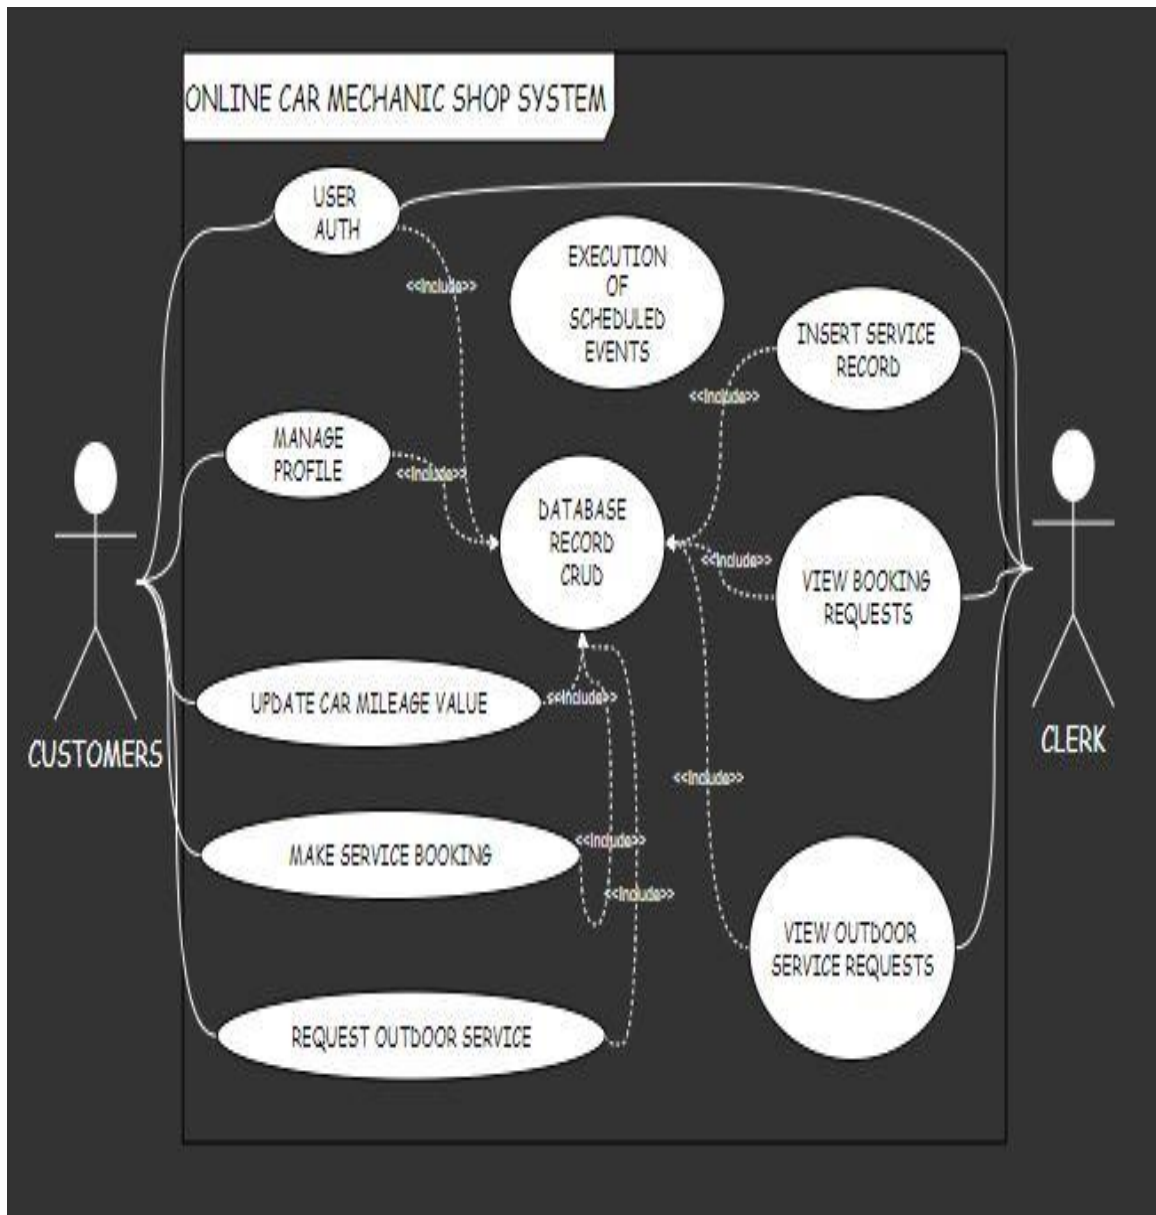 ONLINE CAR MECHANIC SHOP SYSTEM
USER
AUTH
<<Include>>
EXECUTION
OF
SCHEDULED
EVENTS
INSERT SERVICE
RECORD
<<Include>>
MANAGE
PROFILE
<<Include>>
DATABASE
RECORD
CRUD
<<Include>>
VIEW BOOKING
REQUESTS
UPDATE CAR MILEAGE VALUE
<<Include>>
CUSTOMERS
CLERK
<<Include>>
MAKE SERVICE BOOKING
<<Include>>
<<Include>>
VIEW OUTDOOR
SERVICE REQUESTS
REQUEST OUTDOOR SERVICE